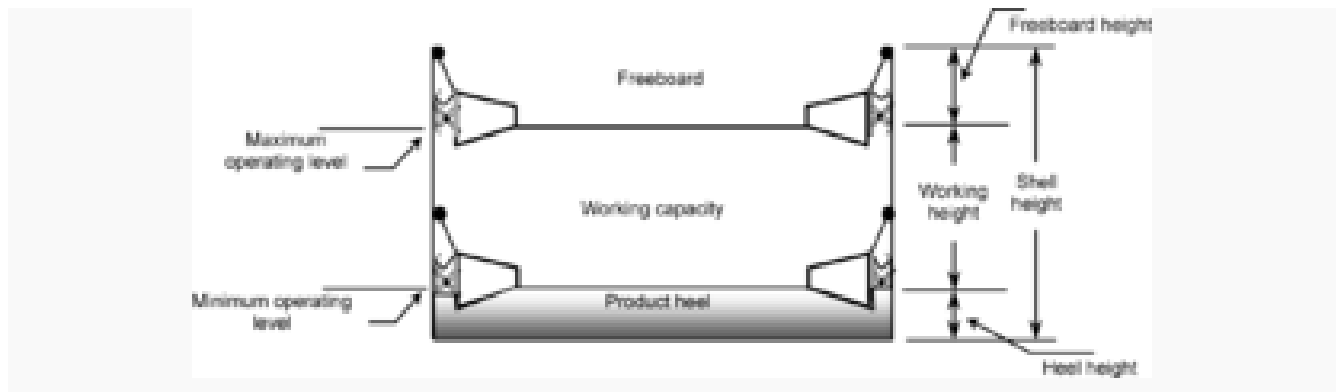 Freeboard height
Freeboard
Maximum
operating level
Working capacity
Working
height
Shell
height
Minimum operating
level
Product heel
Heel height